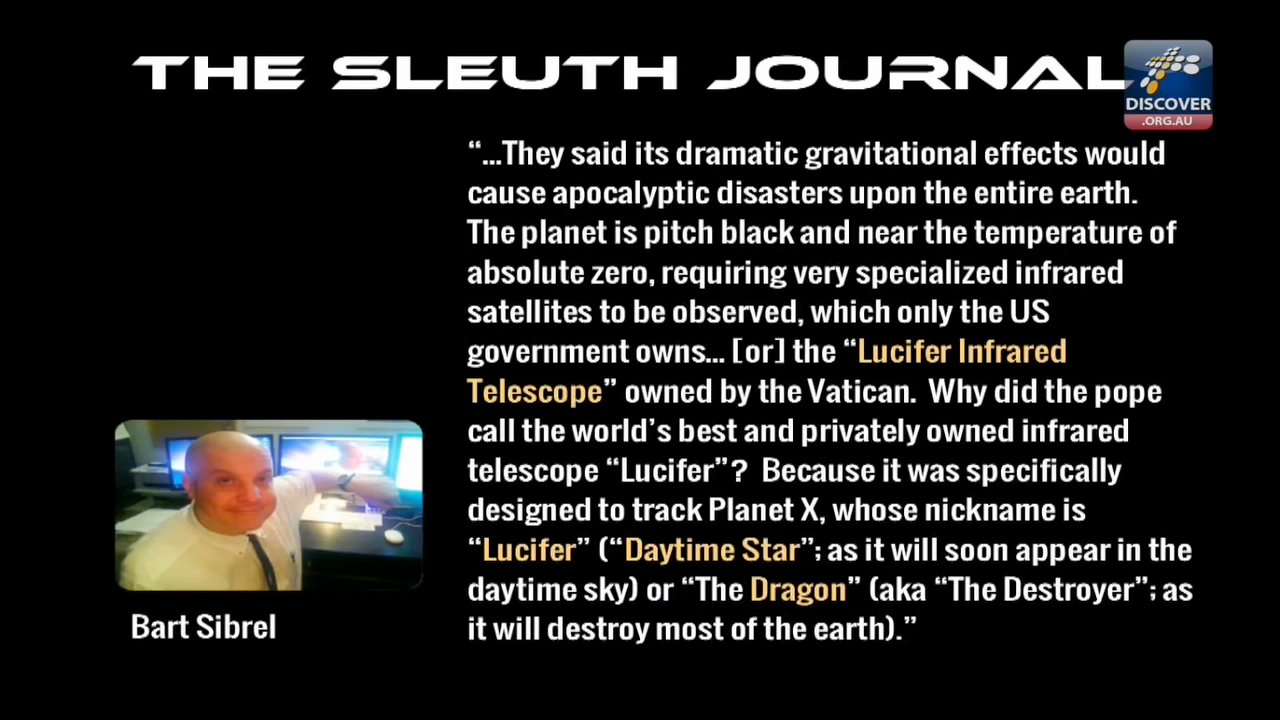 THE SLEUTH JOURNAL
DISCOVER
.ORG.AU
“...They said its dramatic gravitational effects would
cause apocalyptic disasters upon the entire earth.
The planet is pitch black and near the temperature of
absolute zero, requiring very specialized infrared
satellites to be observed, which only the US
government owns... [or] the “Lucifer Infrared
Telescope” owned by the Vatican.  Why did the pope
call the world’s best and privately owned infrared
telescope “Lucifer”?  Because it was specifically
designed to track Planet X, whose nickname is
“Lucifer” (“Daytime Star”; as it will soon appear in the
daytime sky) or “The Dragon” (aka “The Destroyer”; as
it will destroy most of the earth).”
Bart Sibrel